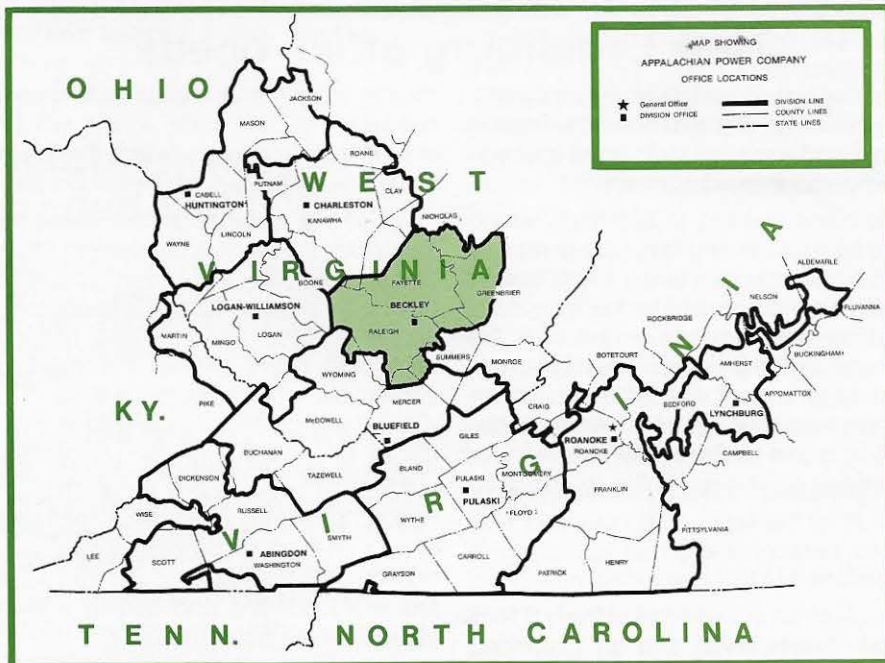 MAP SHOWING
APPALACHIAN POWER COMPANY
OFFICE LOCATIONS
★ General Office
■ DIVISION OFFICE
DIVISION LINE
COUNTY LINES
STATE LINES
OHIO
JACKSON
MASON
ROANE
WEST
CABELL
HUNTINGTON
PUTNAM
CHARLESTON
KANAWHA
CLAY
NICHOLAS
WAYNE
LINCOLN
VIRGINIA
BOONE
FAYETTE
GREENBRIER
BECKLEY
RALEIGH
LOGAN-WILLIAMSON
LOGAN
MINGO
MARTIN
SUMMERS
MONROE
WYOMING
MERCER
PIKE
KY.
McDOWELL
BLUEFIELD
BUCHANAN
TAZEWELL
DICKENSON
WISE
RUSSELL
LEE
SCOTT
ABINGDON
WASHINGTON
SMYTH
VIRGINIA
BLAND
GILES
PULASKI
PULASKI
MONTGOMERY
WYTHE
FLOYD
CARROLL
GRAYSON
CRAIG
BOTETOURT
ROCKBRIDGE
ROANOKE
ROANOKE
FRANKLIN
PATRICK
HENRY
PITTSYLVANIA
BEDFORD
CAMPBELL
LYNCHBURG
AMHERST
APPOMATTOX
BUCKINGHAM
NELSON
ALBEMARLE
FLUVANNA
TENN.
NORTH CAROLINA